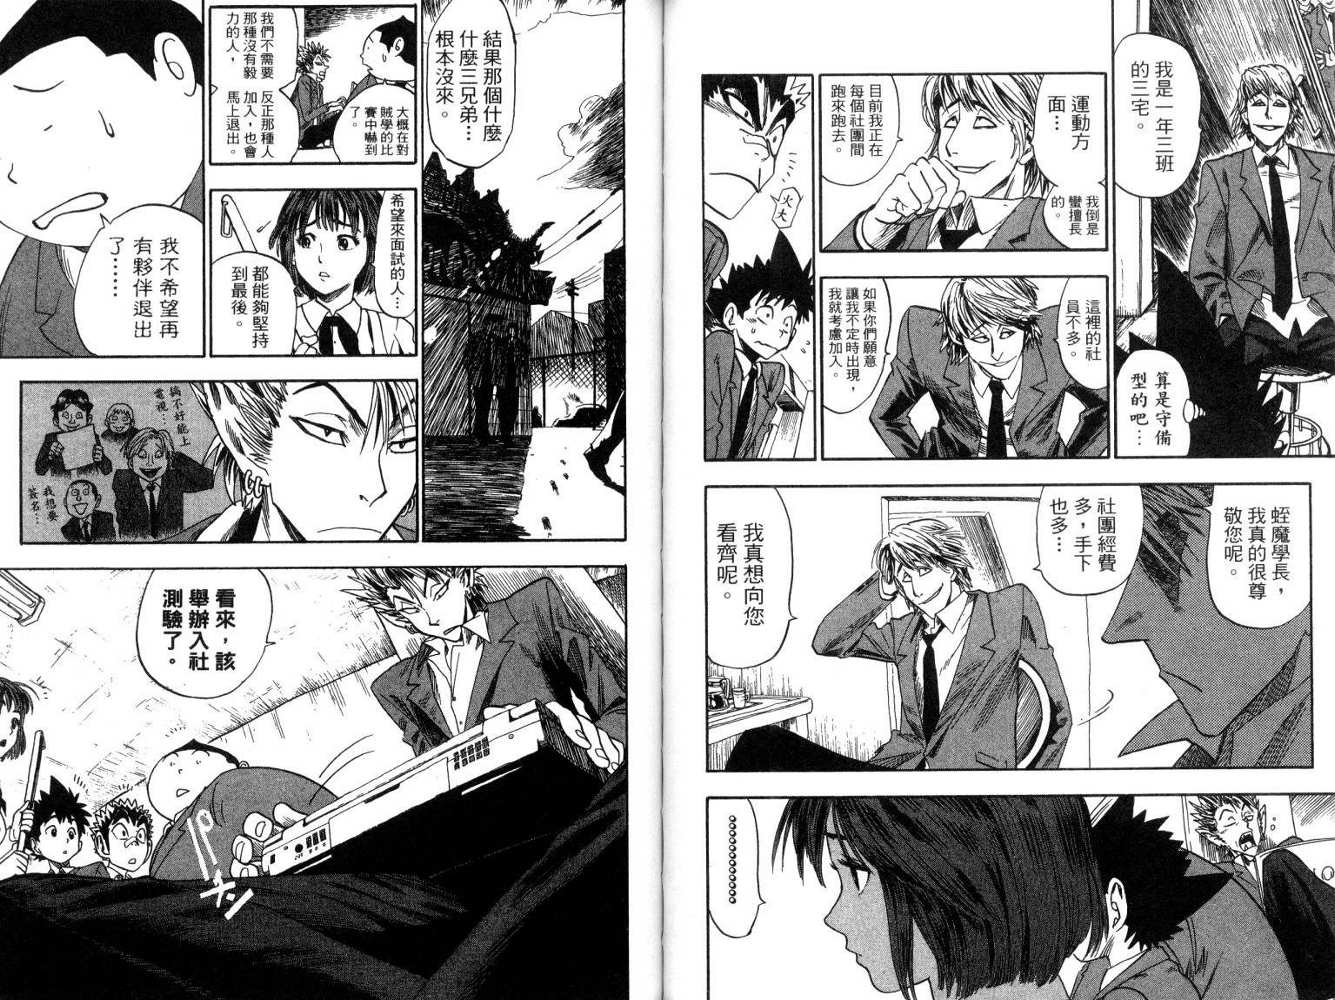 我是一年三班
的三宅。
運動方
面…
我倒是
蠻擅長
的。
目前我正在
每個社團間
跑來跑去。
這裡的社
員不多。
如果你們願意
讓我不定時出現，
我就考慮加入。
算是守備
型的吧…
蛭魔學長，
我真的很尊
敬您呢。
社團經費
多，手下
也多…
我真想向您
看齊呢。
…………
結果那個什麼
什麼三兄弟…
根本沒來。
大概在對
賊學的比
賽中嚇到
了。
我們不需要
那種沒有毅
力的人，
反正那種人
加入，也會
馬上退出。
希望來面試的人…
都能夠堅持
到最後。
我不希望再
有夥伴退出
了……
搞不好能上
電視…
我想要
簽名…
看來，該
舉辦入社
測驗了。